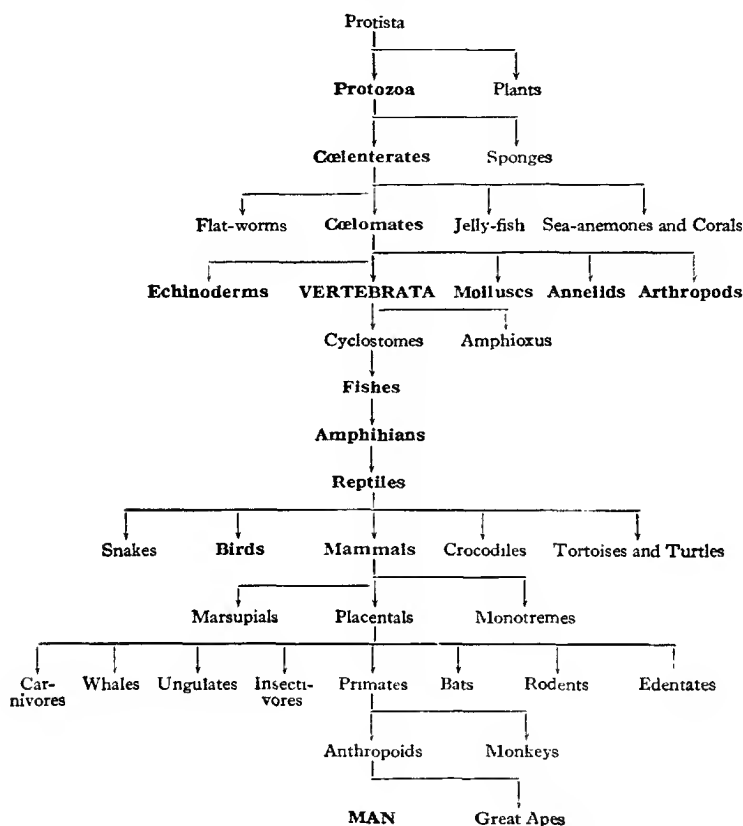 Protista
Protozoa Plants
Cœlenterates Sponges
Flat-worms Cœlomates Jelly-fish Sea-anemones and Corals
Echinoderms VERTEBRATA Molluscs Annelids Arthropods
Cyclostomes Amphioxus
Fishes
Amphihians
Reptiles
Snakes Birds Mammals Crocodiles Tortoises and Turtles
Marsupials Placentals Monotremes
Car- Whales Ungulates Insecti- Primates Bats Rodents Edentates
nivores vores
Anthropoids Monkeys
MAN Great Apes